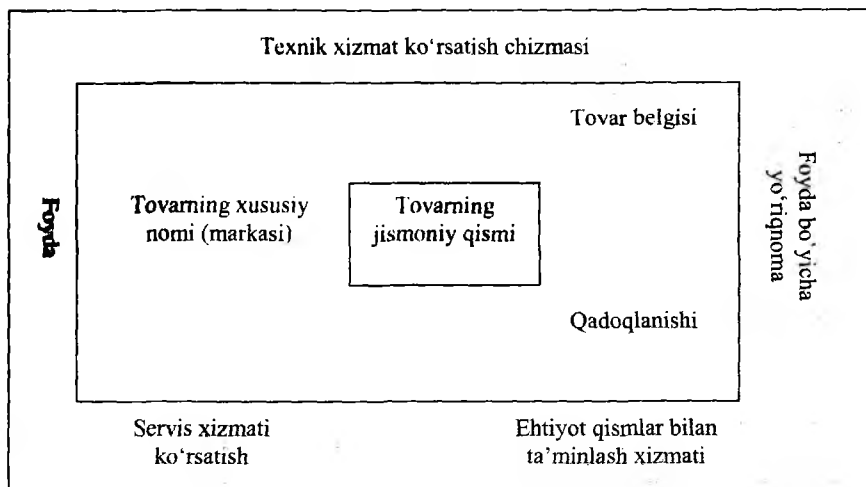 Texnik xizmat ko‘rsatish chizmasi
Tovar belgisi
Foyda
Tovarning xususiy
nomi (markasi)
Tovarning
jismoniy qismi
Foyda bo‘yicha
yo‘riqnoma
Qadoqlanishi
Servis xizmati
ko‘rsatish
Ehtiyot qismlar bilan
ta’minlash xizmati